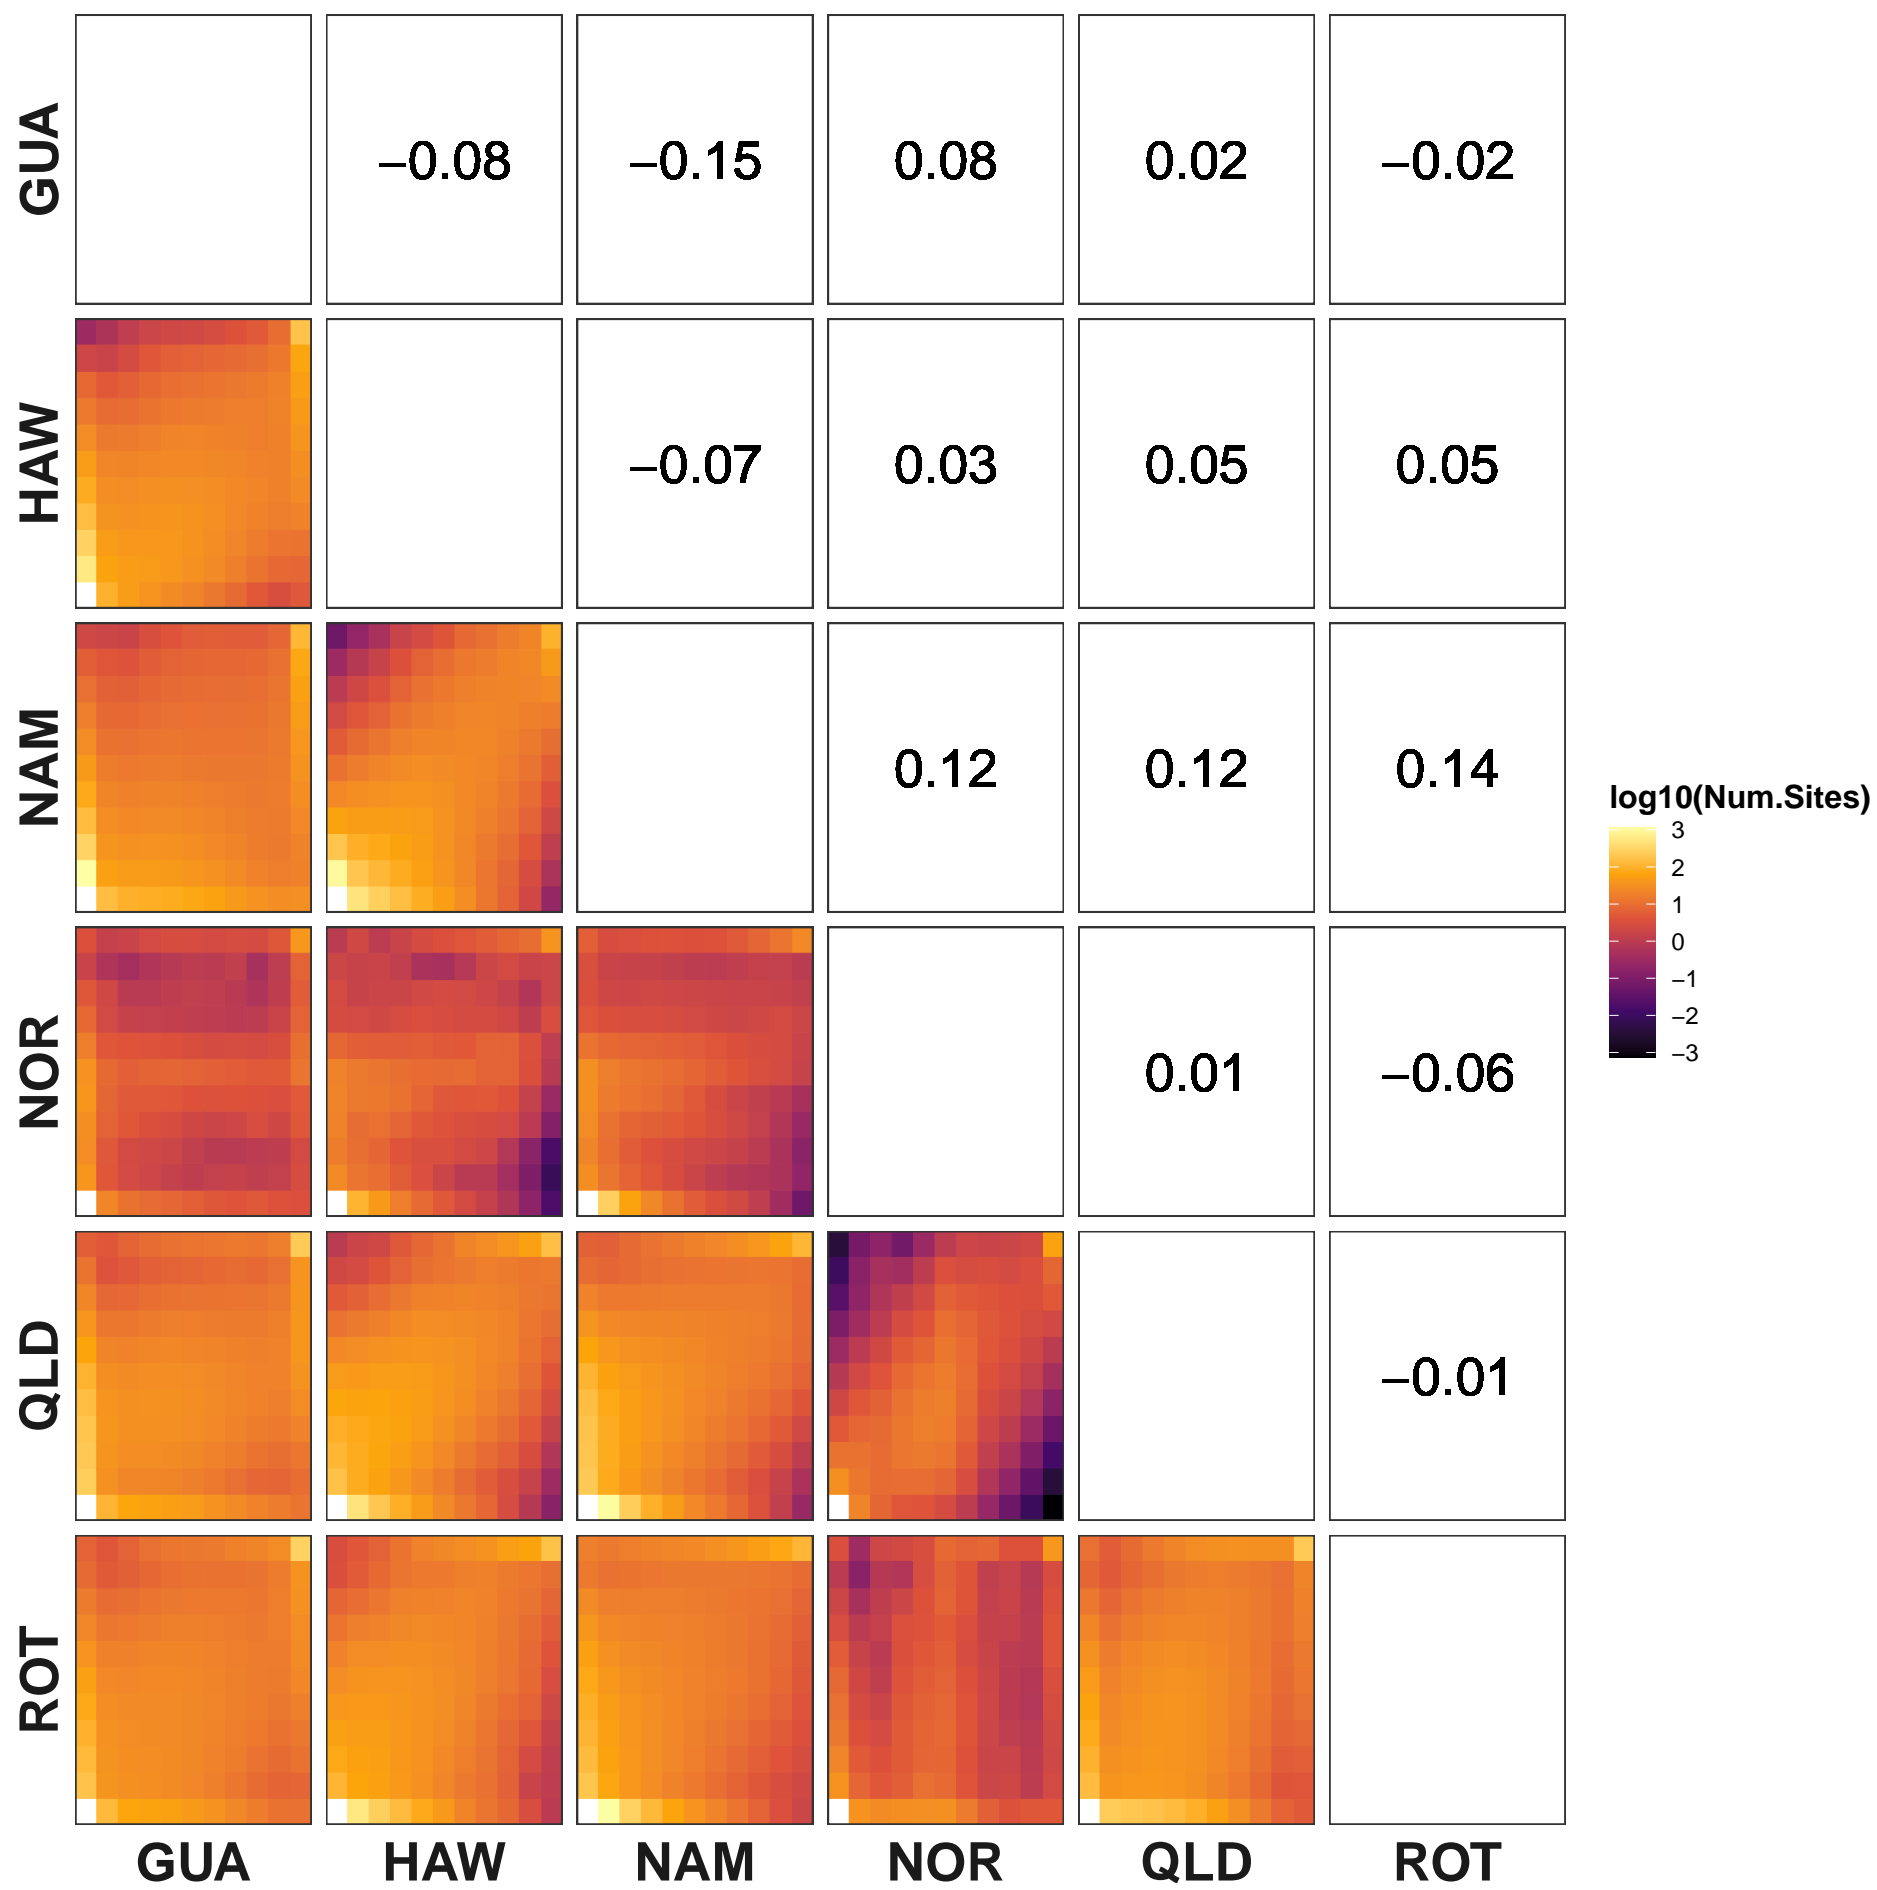 GUA
−0.08
−0.15
0.08
0.02
−0.02
HAW
−0.07
0.03
0.05
0.05
NAM
0.12
0.12
0.14
log10(Num.Sites)
3
2
1
0
−1
−2
−3
NOR
0.01
−0.06
QLD
−0.01
ROT
GUA
HAW
NAM
NOR
QLD
ROT